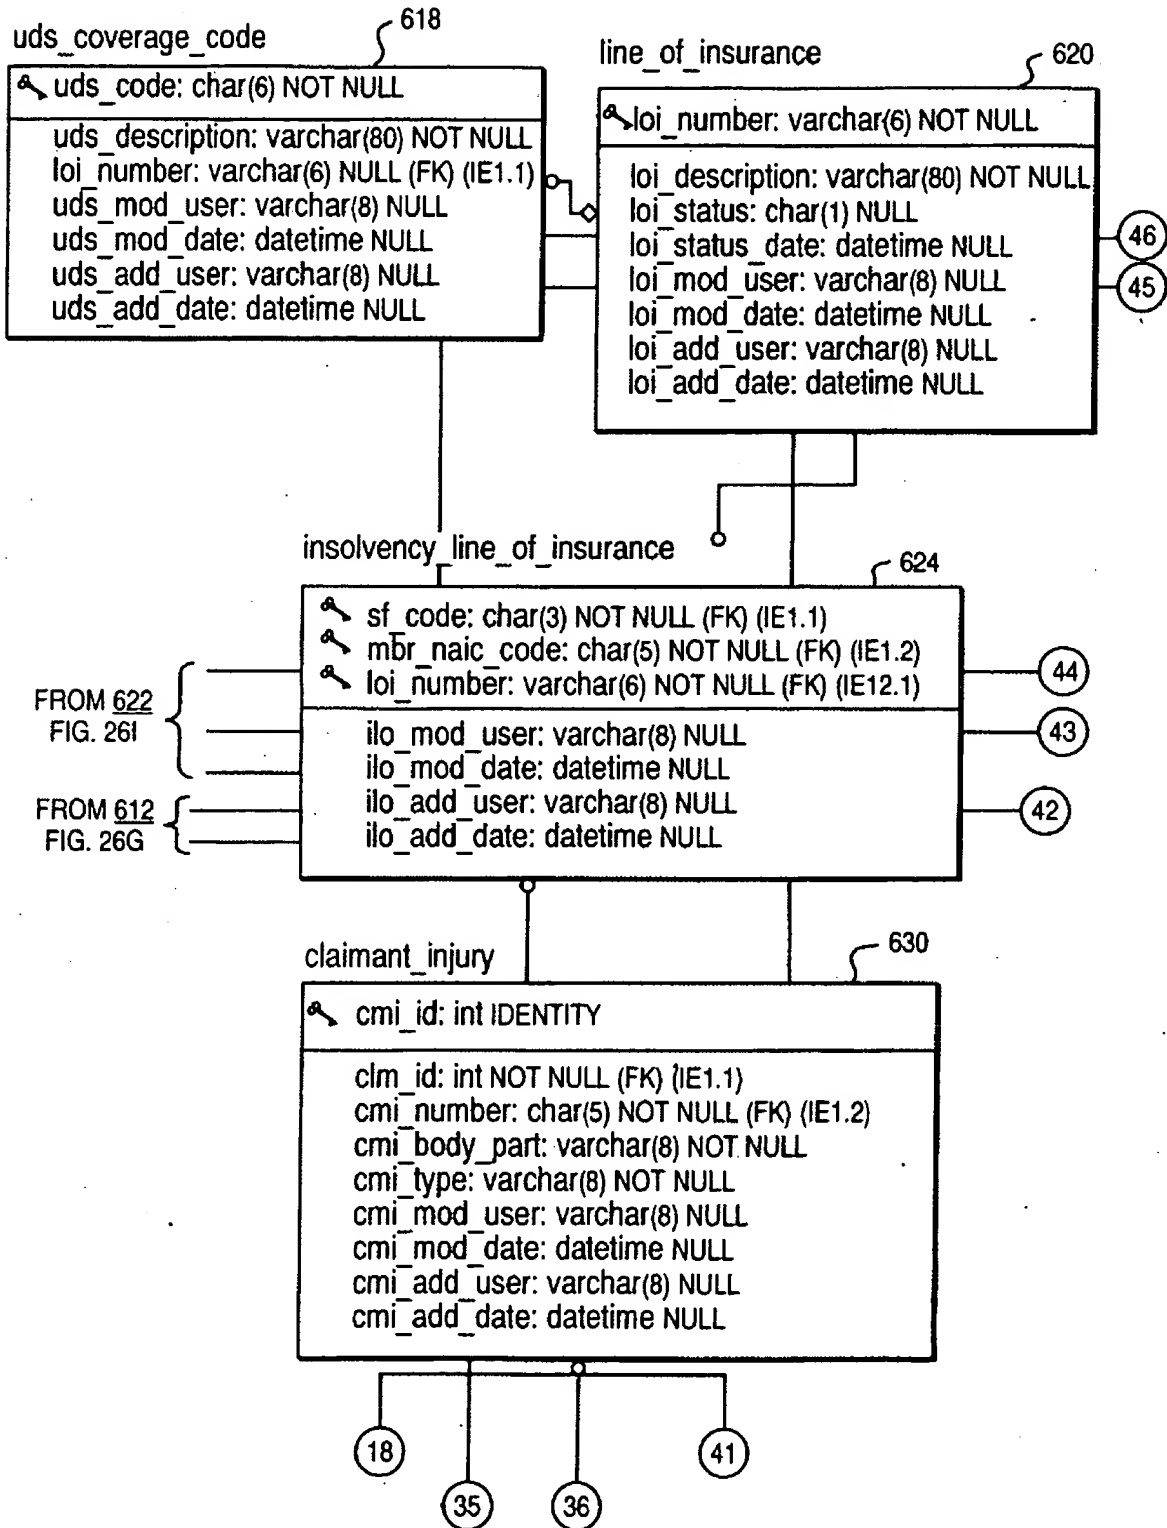 uds_coverage_code
618
uds_code: char(6) NOT NULL
uds_description: varchar(80) NOT NULL
loi_number: varchar(6) NULL (FK) (IE1.1)
uds_mod_user: varchar(8) NULL
uds_mod_date: datetime NULL
uds_add_user: varchar(8) NULL
uds_add_date: datetime NULL
line_of_insurance
620
loi_number: varchar(6) NOT NULL
loi_description: varchar(80) NOT NULL
loi_status: char(1) NULL
loi_status_date: datetime NULL
loi_mod_user: varchar(8) NULL
loi_mod_date: datetime NULL
loi_add_user: varchar(8) NULL
loi_add_date: datetime NULL
46
45
insolvency_line_of_insurance
624
sf_code: char(3) NOT NULL (FK) (IE1.1)
mbr_naic_code: char(5) NOT NULL (FK) (IE1.2)
loi_number: varchar(6) NOT NULL (FK) (IE12.1)
ilo_mod_user: varchar(8) NULL
ilo_mod_date: datetime NULL
ilo_add_user: varchar(8) NULL
ilo_add_date: datetime NULL
FROM 622
FIG. 26I
FROM 612
FIG. 26G
44
43
42
claimant_injury
630
cmi_id: int IDENTITY
clm_id: int NOT NULL (FK) (IE1.1)
cmi_number: char(5) NOT NULL (FK) (IE1.2)
cmi_body_part: varchar(8) NOT NULL
cmi_type: varchar(8) NOT NULL
cmi_mod_user: varchar(8) NULL
cmi_mod_date: datetime NULL
cmi_add_user: varchar(8) NULL
cmi_add_date: datetime NULL
18
41
35
36